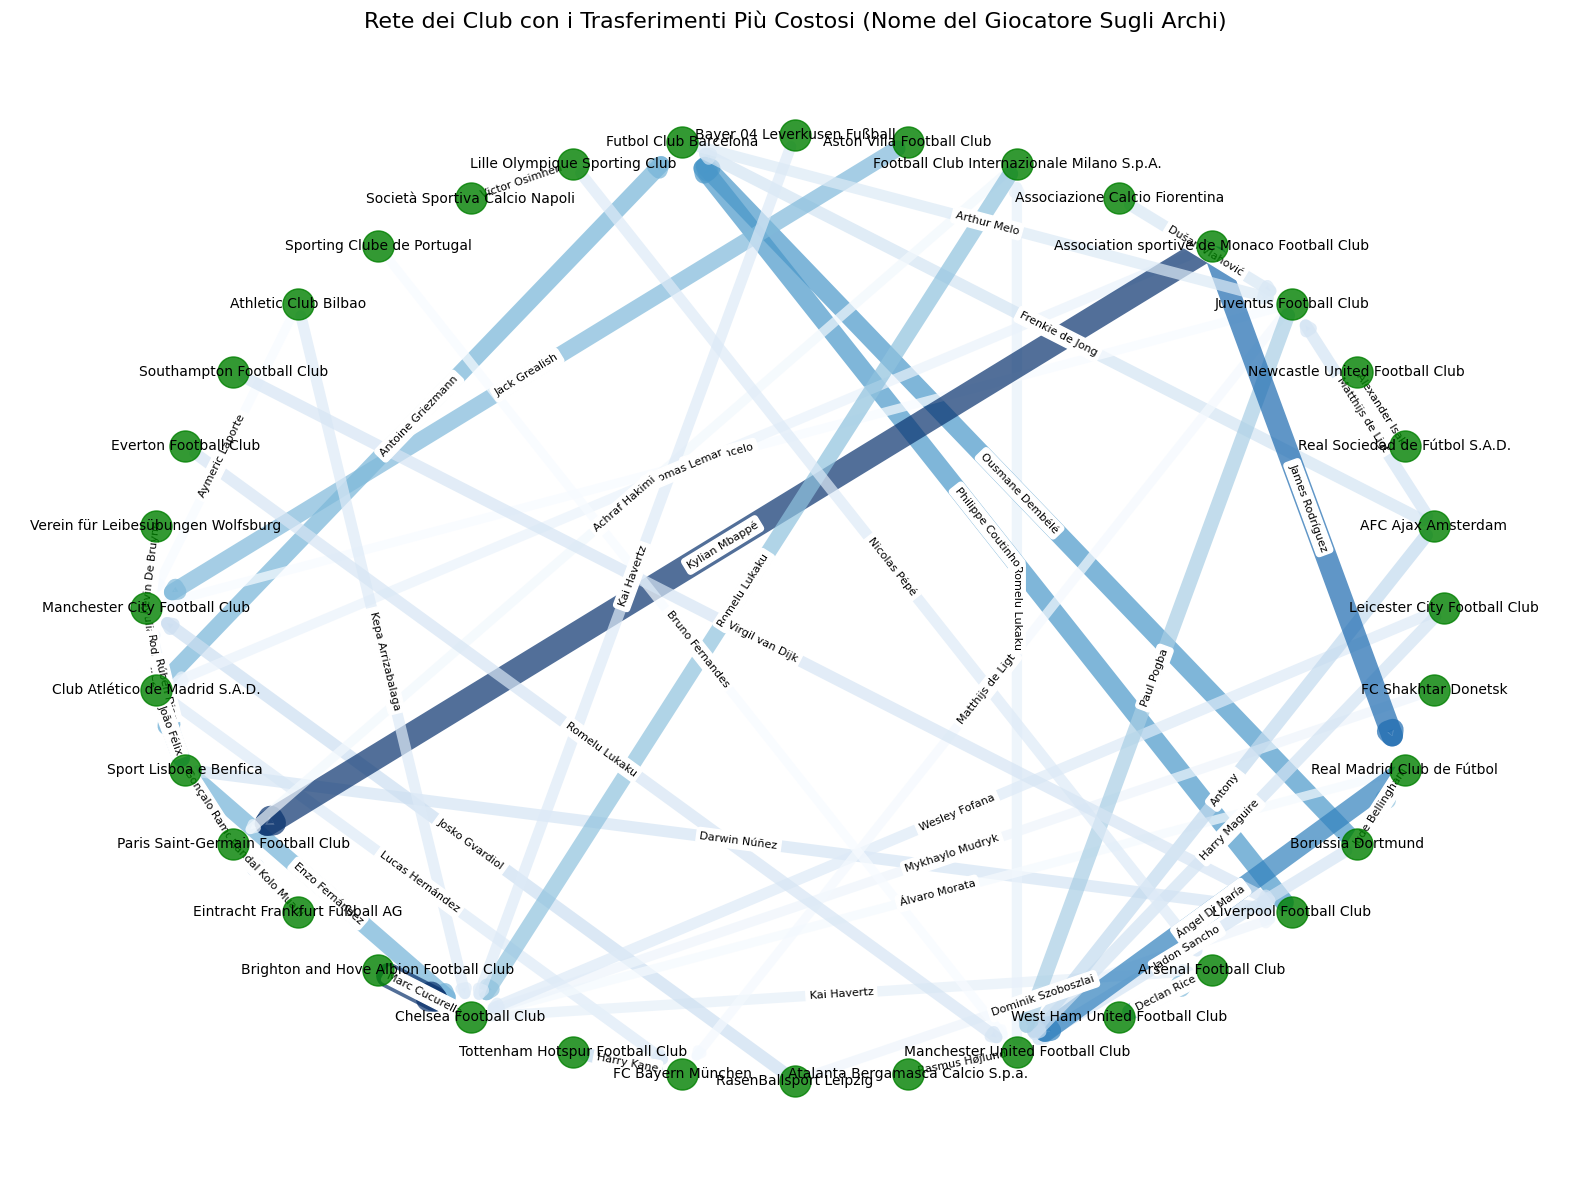 Rete dei Club con i Trasferimenti Più Costosi (Nome del Giocatore Sugli Archi)
Bayer 04 Leverkusen Fußball
Futbol Club Barcelona
Aston Villa Football Club
Lille Olympique Sporting Club
Football Club Internazionale Milano S.p.A.
Victor Osimhen
Società Sportiva Calcio Napoli
Associazione Calcio Fiorentina
Arthur Melo
Dušan Vlahović
Sporting Clube de Portugal
Association sportive de Monaco Football Club
Athletic Club Bilbao
Juventus Football Club
Frenkie de Jong
Southampton Football Club
Jack Grealish
Newcastle United Football Club
Antoine Griezmann
Matthijs de Ligt
Alexander Isak
Everton Football Club
Aymeric Laporte
Real Sociedad de Fútbol S.A.D.
Lemar
Achraf Hakimi
Ousmane Dembélé
Philippe Coutinho
James Rodríguez
Verein für Leibesübungen Wolfsburg
Kylian Mbappé
AFC Ajax Amsterdam
De Bruyne
Kai Havertz
Romelu Lukaku
Nicolas Pépé
Romelu Lukaku
Manchester City Football Club
Leicester City Football Club
Bruno Fernandes
Virgil van Dijk
Kepa Arrizabalaga
Matthijs de Ligt
Paul Pogba
Club Atlético de Madrid S.A.D.
FC Shakhtar Donetsk
João Félix
Romelu Lukaku
Sport Lisboa e Benfica
Real Madrid Club de Fútbol
Antony
Bellingham
Wesley Fofana
Harry Maguire
Paris Saint-Germain Football Club
Darwin Núñez
Josko Gvardiol
Mykhaylo Mudryk
Borussia Dortmund
Kolo
Enzo Fernández
Lucas Hernández
Álvaro Morata
Eintracht Frankfurt Fußball AG
Ángel Di María
Liverpool Football Club
Jadon Sancho
Brighton and Hove Albion Football Club
Arsenal Football Club
Marc Cucurella
Kai Havertz
Dominik Szoboszlai
Declan Rice
Chelsea Football Club
West Ham United Football Club
Tottenham Hotspur Football Club
Manchester United Football Club
Harry Kane
Rasmus Højlund
FC Bayern München
RasenBallsport Leipzig
Atalanta Bergamasca Calcio S.p.a.